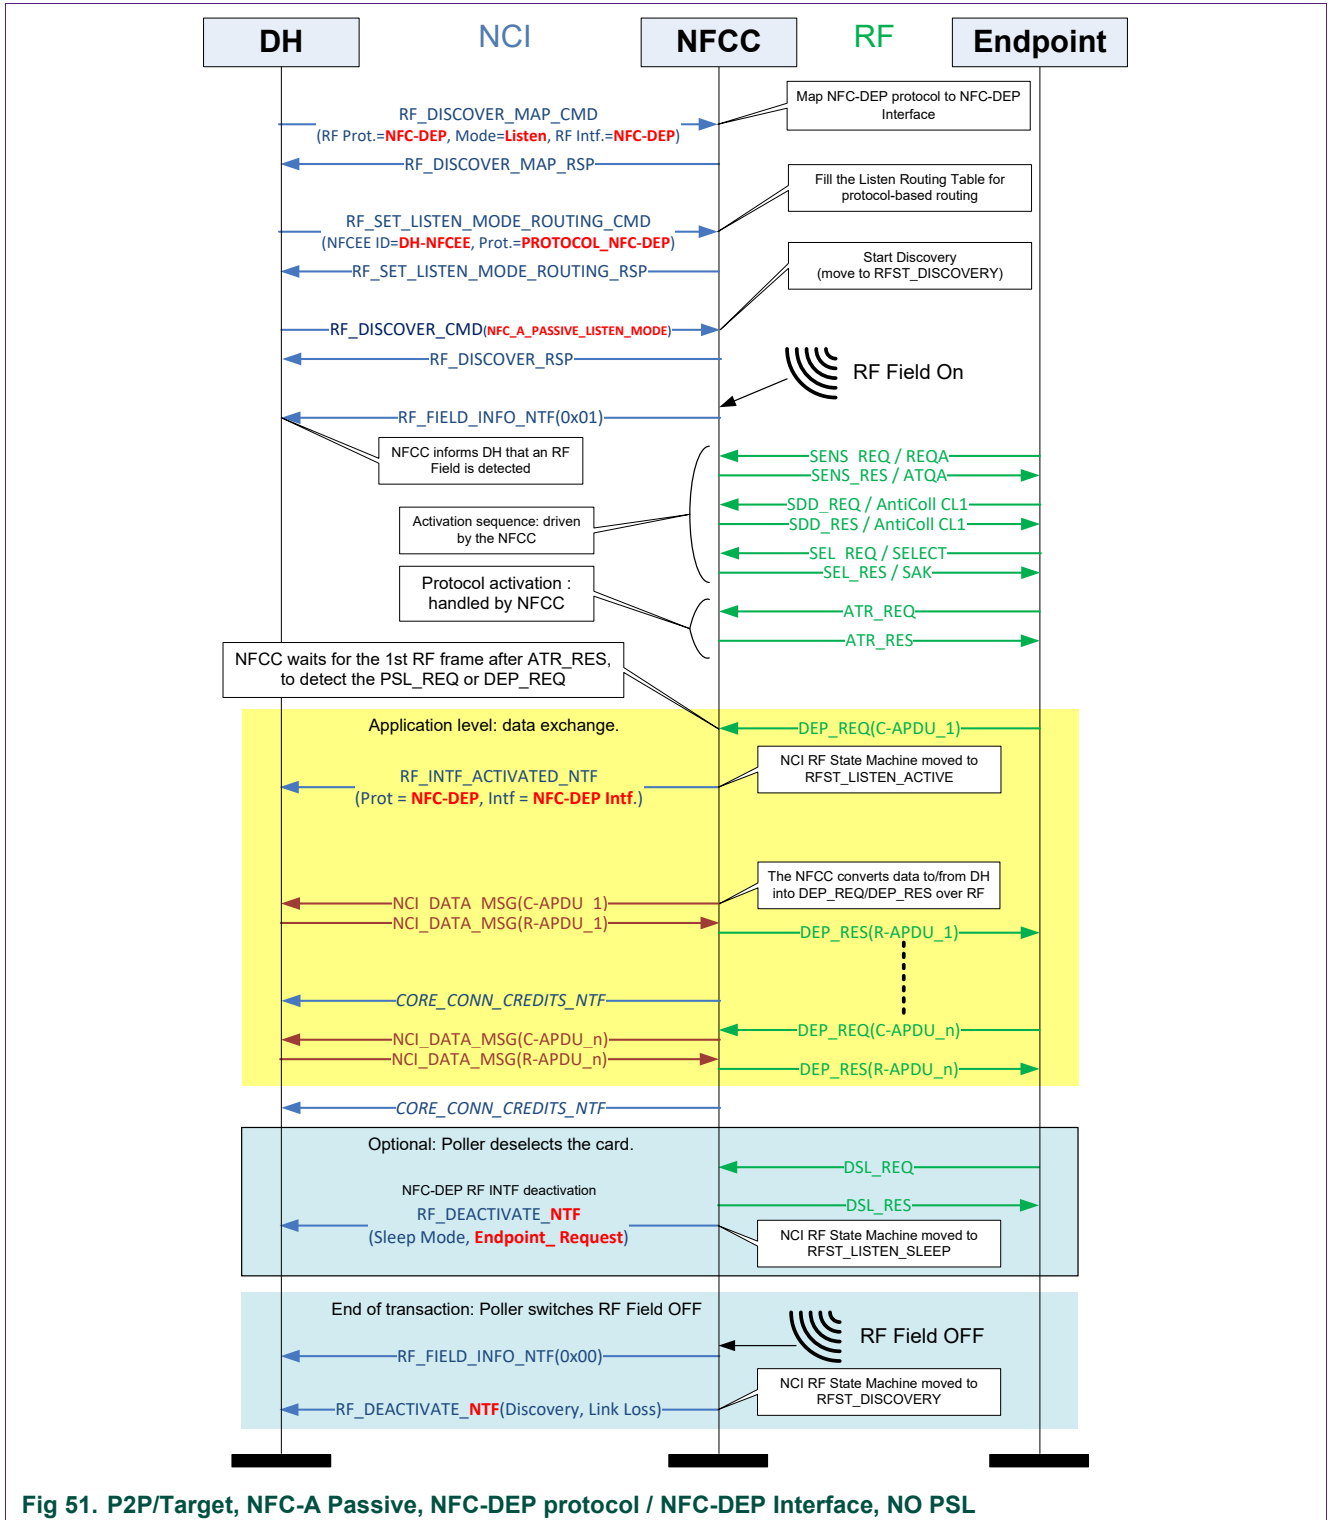 DH
NCI
NFCC
RF
Endpoint
RF_DISCOVER_MAP_CMD
(RF Prot.=NFC-DEP, Mode=Listen, RF Intf.=NFC-DEP)
Map NFC-DEP protocol to NFC-DEP
Interface
RF_DISCOVER_MAP_RSP
Fill the Listen Routing Table for
protocol-based routing
RF_SET_LISTEN_MODE_ROUTING_CMD
(NFCEE ID=DH-NFCEE, Prot.=PROTOCOL_NFC-DEP)
RF_SET_LISTEN_MODE_ROUTING_RSP
Start Discovery
(move to RFST_DISCOVERY)
RF_DISCOVER_CMD(NFC_A_PASSIVE_LISTEN_MODE)
RF_DISCOVER_RSP
RF Field On
RF_FIELD_INFO_NTF(0x01)
NFCC informs DH that an RF
Field is detected
SENS_REQ / REQA
SENS_RES / ATQA
SDD_REQ / AntiColl CL1
SDD_RES / AntiColl CL1
Activation sequence: driven
by the NFCC
SEL_REQ / SELECT
SEL_RES / SAK
Protocol activation :
handled by NFCC
ATR_REQ
ATR_RES
NFCC waits for the 1st RF frame after ATR_RES,
to detect the PSL_REQ or DEP_REQ
Application level: data exchange.
DEP_REQ(C-APDU_1)
NCI RF State Machine moved to
RFST_LISTEN_ACTIVE
RF_INTF_ACTIVATED_NTF
(Prot = NFC-DEP, Intf = NFC-DEP Intf.)
The NFCC converts data to/from DH
into DEP_REQ/DEP_RES over RF
NCI_DATA_MSG(C-APDU_1)
NCI_DATA_MSG(R-APDU_1)
DEP_RES(R-APDU_1)
CORE_CONN_CREDITS_NTF
DEP_REQ(C-APDU_n)
NCI_DATA_MSG(C-APDU_n)
NCI_DATA_MSG(R-APDU_n)
DEP_RES(R-APDU_n)
CORE_CONN_CREDITS_NTF
Optional: Poller deselects the card.
DSL_REQ
NFC-DEP RF INTF deactivation
DSL_RES
RF_DEACTIVATE_NTF
(Sleep Mode, Endpoint_ Request)
NCI RF State Machine moved to
RFST_LISTEN_SLEEP
End of transaction: Poller switches RF Field OFF
RF Field OFF
RF_FIELD_INFO_NTF(0x00)
NCI RF State Machine moved to
RFST_DISCOVERY
RF_DEACTIVATE_NTF(Discovery, Link Loss)
Fig 51. P2P/Target, NFC-A Passive, NFC-DEP protocol / NFC-DEP Interface, NO PSL